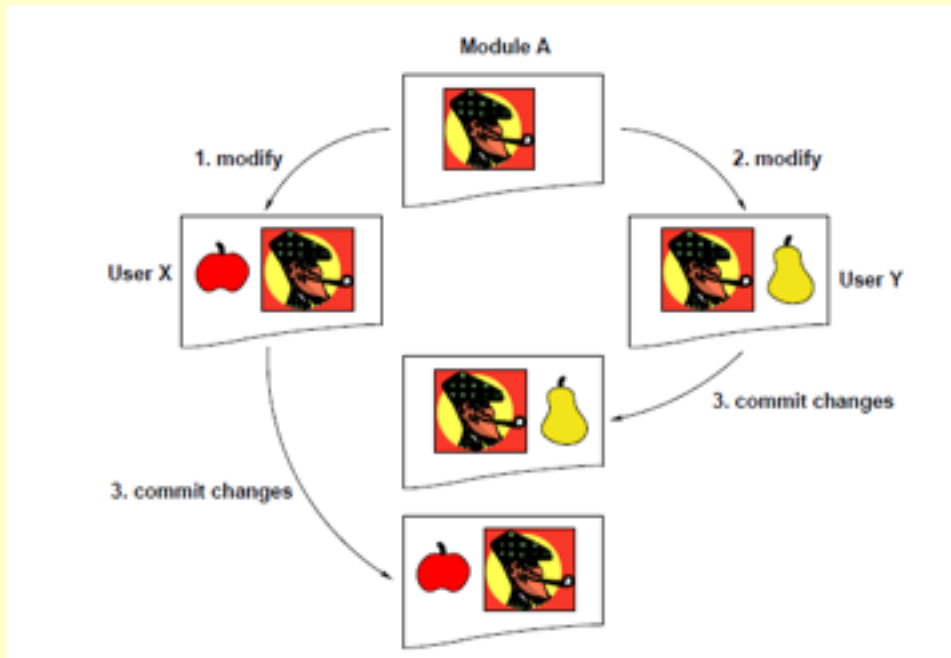 Module A
1. modify
2. modify
User X
User Y
3. commit changes
3. commit changes